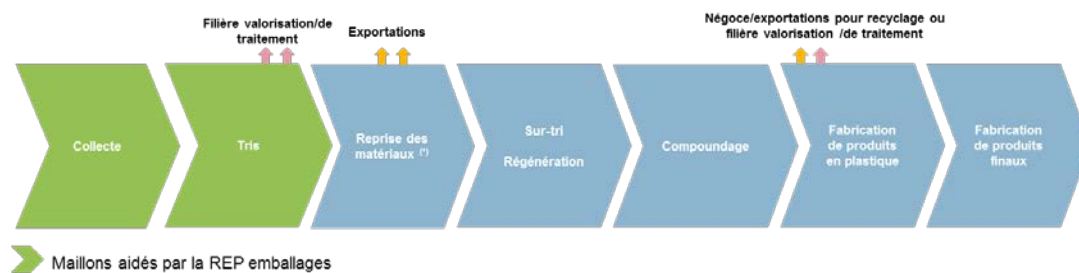 Filière valorisation/de
traitement
Exportations
Négoce/exportations pour recyclage ou
filière valorisation /de traitement
Collecte
Tris
Reprise des
matériaux (*)
Sur-tri
Régénération
Compoundage
Fabrication
de produits
en plastique
Fabrication
de produits
finaux
Maillons aidés par la REP emballages